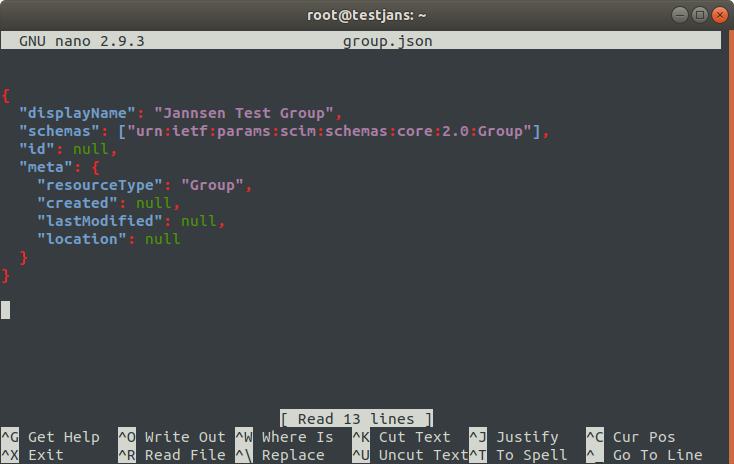 root@testjans: ~
GNU nano 2.9.3 group.json
{
"displayName": "Jannsen Test Group",
"schemas": ["urn:ietf:params:scim:schemas:core:2.0:Group"],
"id": null,
"meta": {
"resourceType": "Group",
"created": null,
"lastModified": null,
"location": null
}
}
[ Read 13 lines ]
^G Get Help ^O Write Out ^W Where Is ^K Cut Text ^J Justify ^C Cur Pos
^X Exit ^R Read File ^\ Replace ^U Uncut Text ^T To Spell ^_ Go To Line